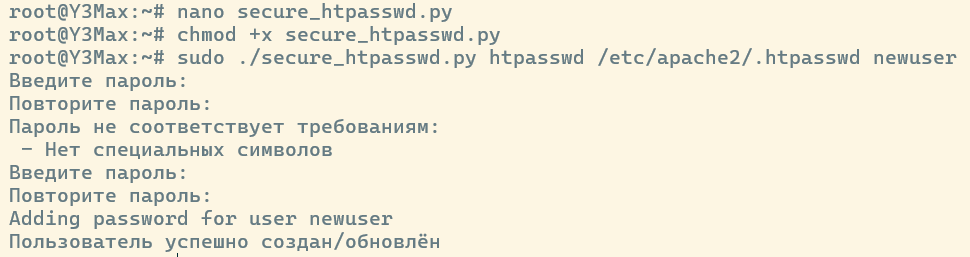 root@Y3Max:~# nano secure_htpasswd.py
root@Y3Max:~# chmod +x secure_htpasswd.py
root@Y3Max:~# sudo ./secure_htpasswd.py htpasswd /etc/apache2/.htpasswd newuser
Введите пароль:
Повторите пароль:
Пароль не соответствует требованиям:
 - Нет специальных символов
Введите пароль:
Повторите пароль:
Adding password for user newuser
Пользователь успешно создан/обновлён